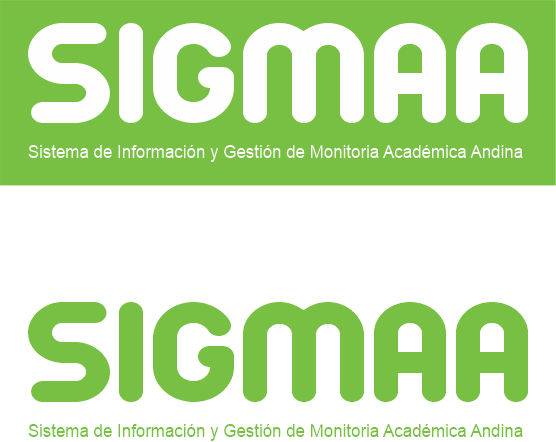 SIGMAA
Sistema de Información y Gestión de Monitoria Académica Andina
SIGMAA
Sistema de Información y Gestión de Monitoria Académica Andina